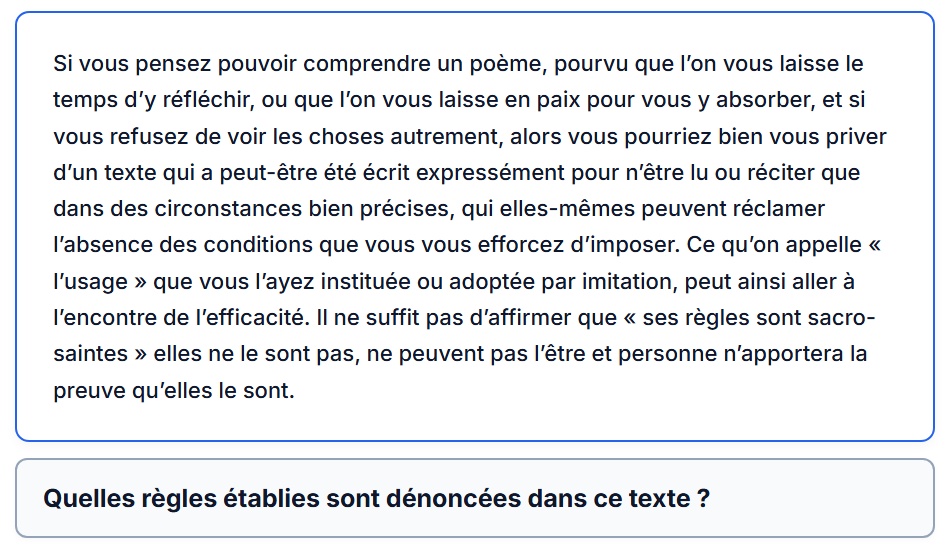 Si vous pensez pouvoir comprendre un poème, pourvu que l’on vous laisse le
temps d’y réfléchir, ou que l’on vous laisse en paix pour vous y absorber, et si
vous refusez de voir les choses autrement, alors vous pourriez bien vous priver
d’un texte qui a peut-être été écrit expressément pour n’être lu ou réciter que
dans des circonstances bien précises, qui elles-mêmes peuvent réclamer
l’absence des conditions que vous vous efforcez d’imposer. Ce qu’on appelle «
l’usage » que vous l’ayez instituée ou adoptée par imitation, peut ainsi aller à
l’encontre de l’efficacité. Il ne suffit pas d’affirmer que « ses règles sont sacro-
saintes » elles ne le sont pas, ne peuvent pas l’être et personne n’apportera la
preuve qu’elles le sont.
Quelles règles établies sont dénoncées dans ce texte ?